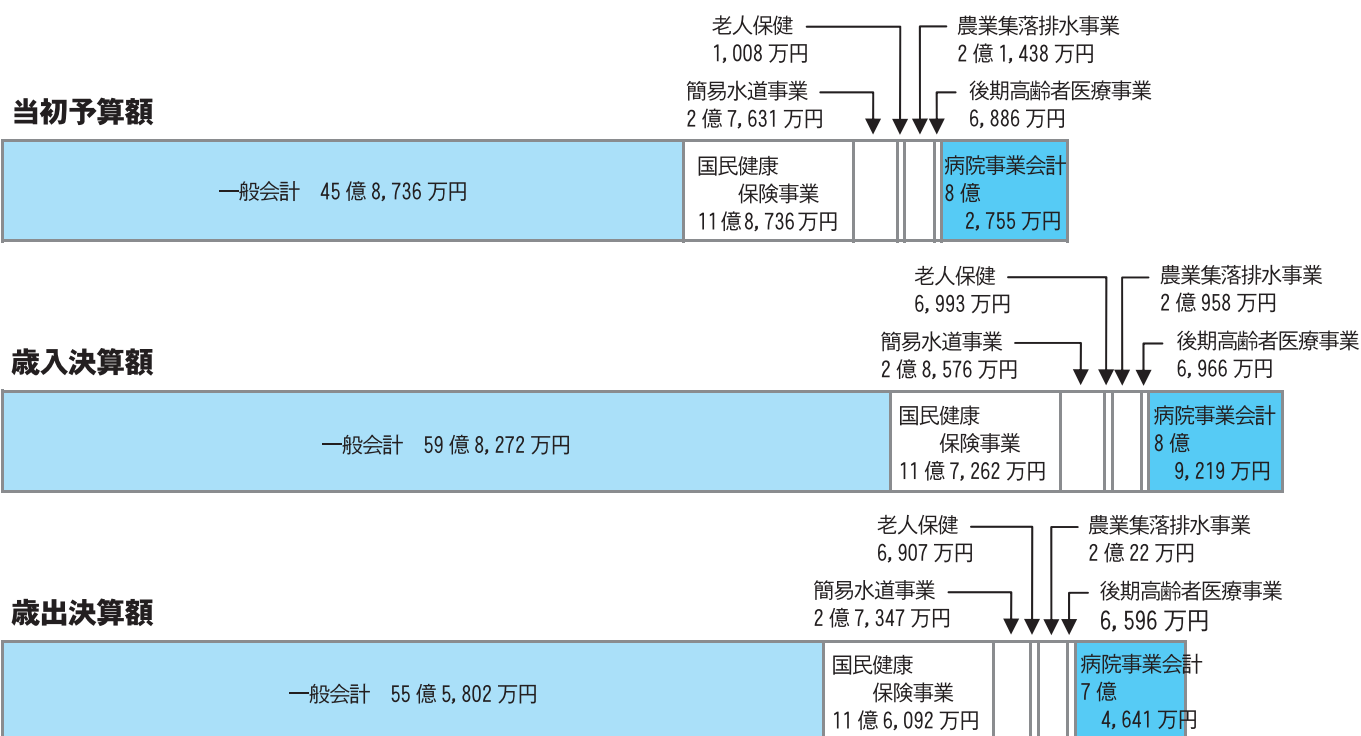 当初予算額
老人保健
1,008 万円
農業集落排水事業
2 億 1,438 万円
簡易水道事業
2 億 7,631 万円
後期高齢者医療事業
6,886 万円
一般会計　45 億 8,736 万円
国民健康
保険事業
11 億 8,736 万円
病院事業会計
8 億
2,755 万円
歳入決算額
老人保健
6,993 万円
農業集落排水事業
2 億 958 万円
簡易水道事業
2 億 8,576 万円
後期高齢者医療事業
6,966 万円
一般会計　59 億 8,272 万円
国民健康
保険事業
11 億 7,262 万円
病院事業会計
8 億
9,219 万円
歳出決算額
老人保健
6,907 万円
農業集落排水事業
2 億 22 万円
簡易水道事業
2 億 7,347 万円
後期高齢者医療事業
6,596 万円
一般会計　55 億 5,802 万円
国民健康
保険事業
11 億 6,092 万円
病院事業会計
7 億
4,641 万円